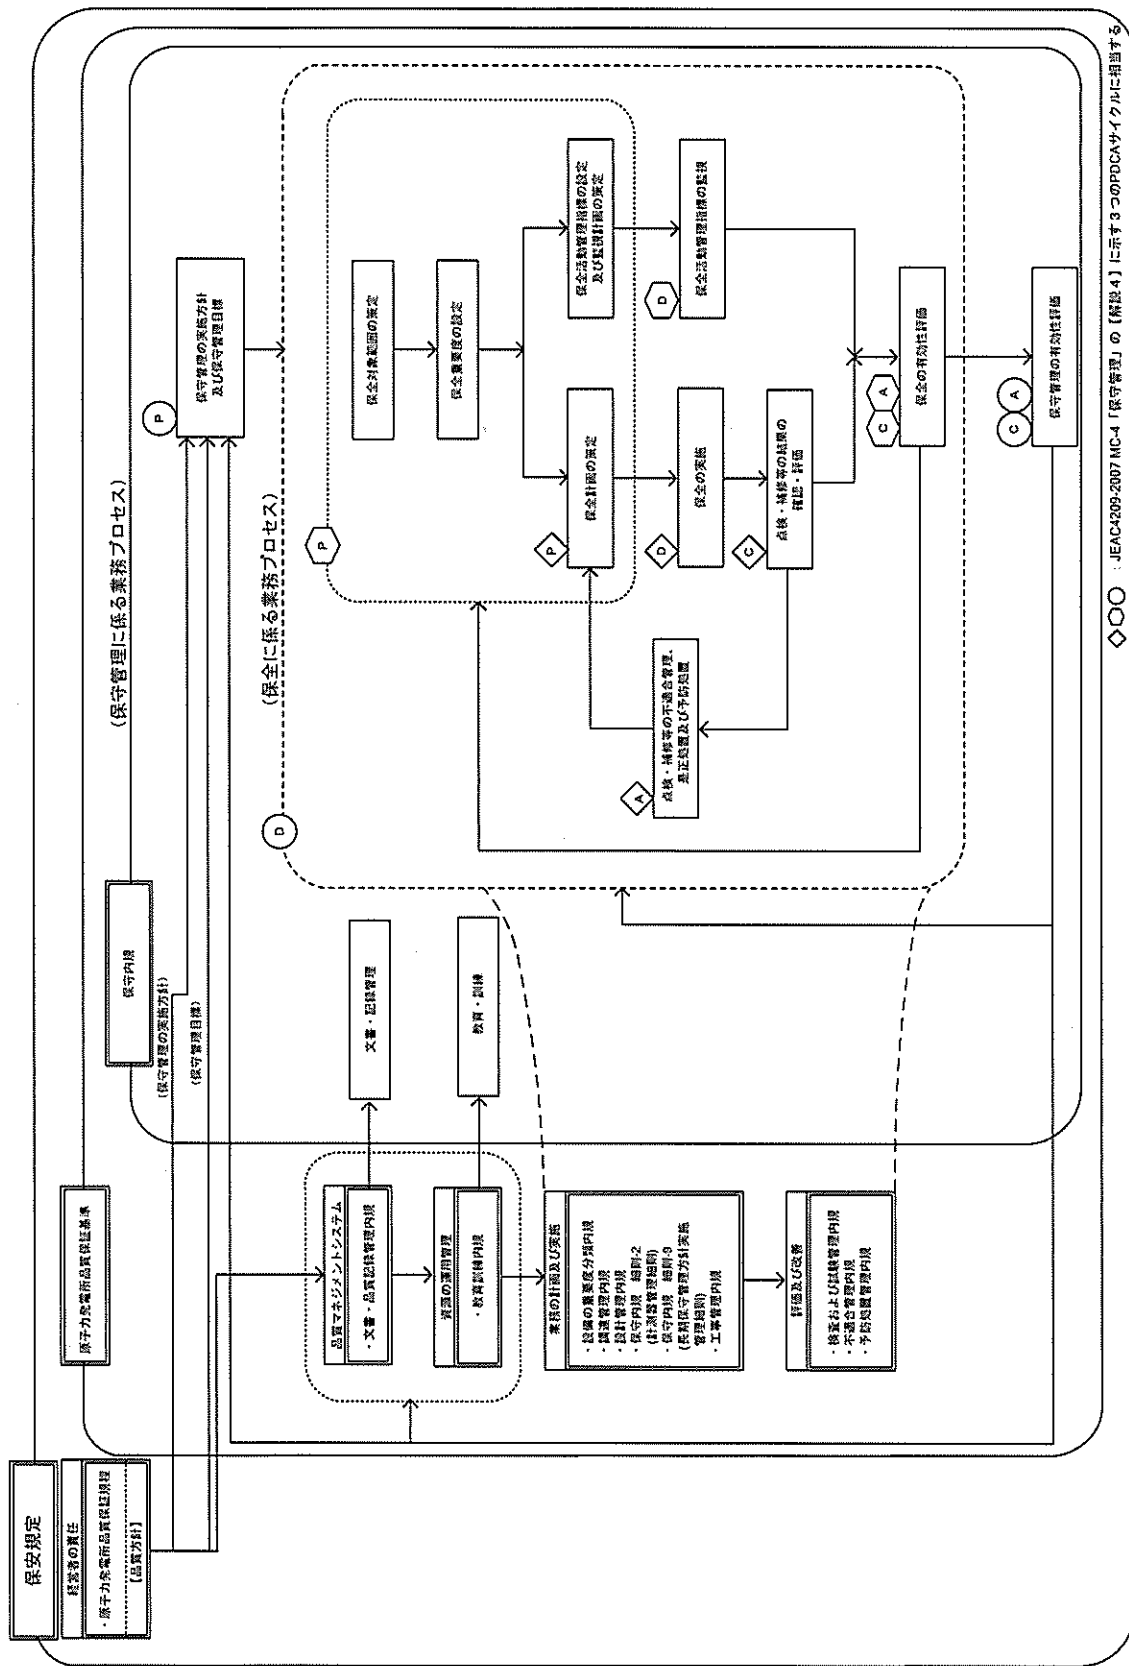 保安規定
経営者の責任
・原子力発電所品質保証規程
【品質方針】
原子力発電所品質保証基準
保守内規
(保守管理の実施方針)
(保守管理目標)
品質マネジメントシステム
・文書・品質記録管理内規
文書・記録管理
資源の運用管理
・教育訓練内規
教育・訓練
業務の計画及び実施
・設備の重要度分類内規
・調達管理内規
・設計管理内規
・保守内規 細則-2
(計測器管理細則)
・保守内規 細則-9
(長期保守管理方針実施
管理細則)
・工事管理内規
評価及び改善
・検査および試験管理内規
・不適合管理内規
・予防処置管理内規
(保守管理に係る業務プロセス)
P
保守管理の実施方針
及び保守管理目標
(保全に係る業務プロセス)
D
P
保全対象範囲の策定
保全重要度の設定
P
保全計画の策定
保全活動管理指標の設定
及び監視計画の策定
D
保全の実施
D
保全活動管理指標の監視
C
点検・補修等の結果の
確認・評価
A
点検・補修等の不適合管理、
是正処置及び予防処置
C A
保全の有効性評価
C A
保守管理の有効性評価
◇⬡○ : JEAC4209-2007 MC-4 「保守管理」の【解説4】に示す3つのPDCAサイクルに相当する